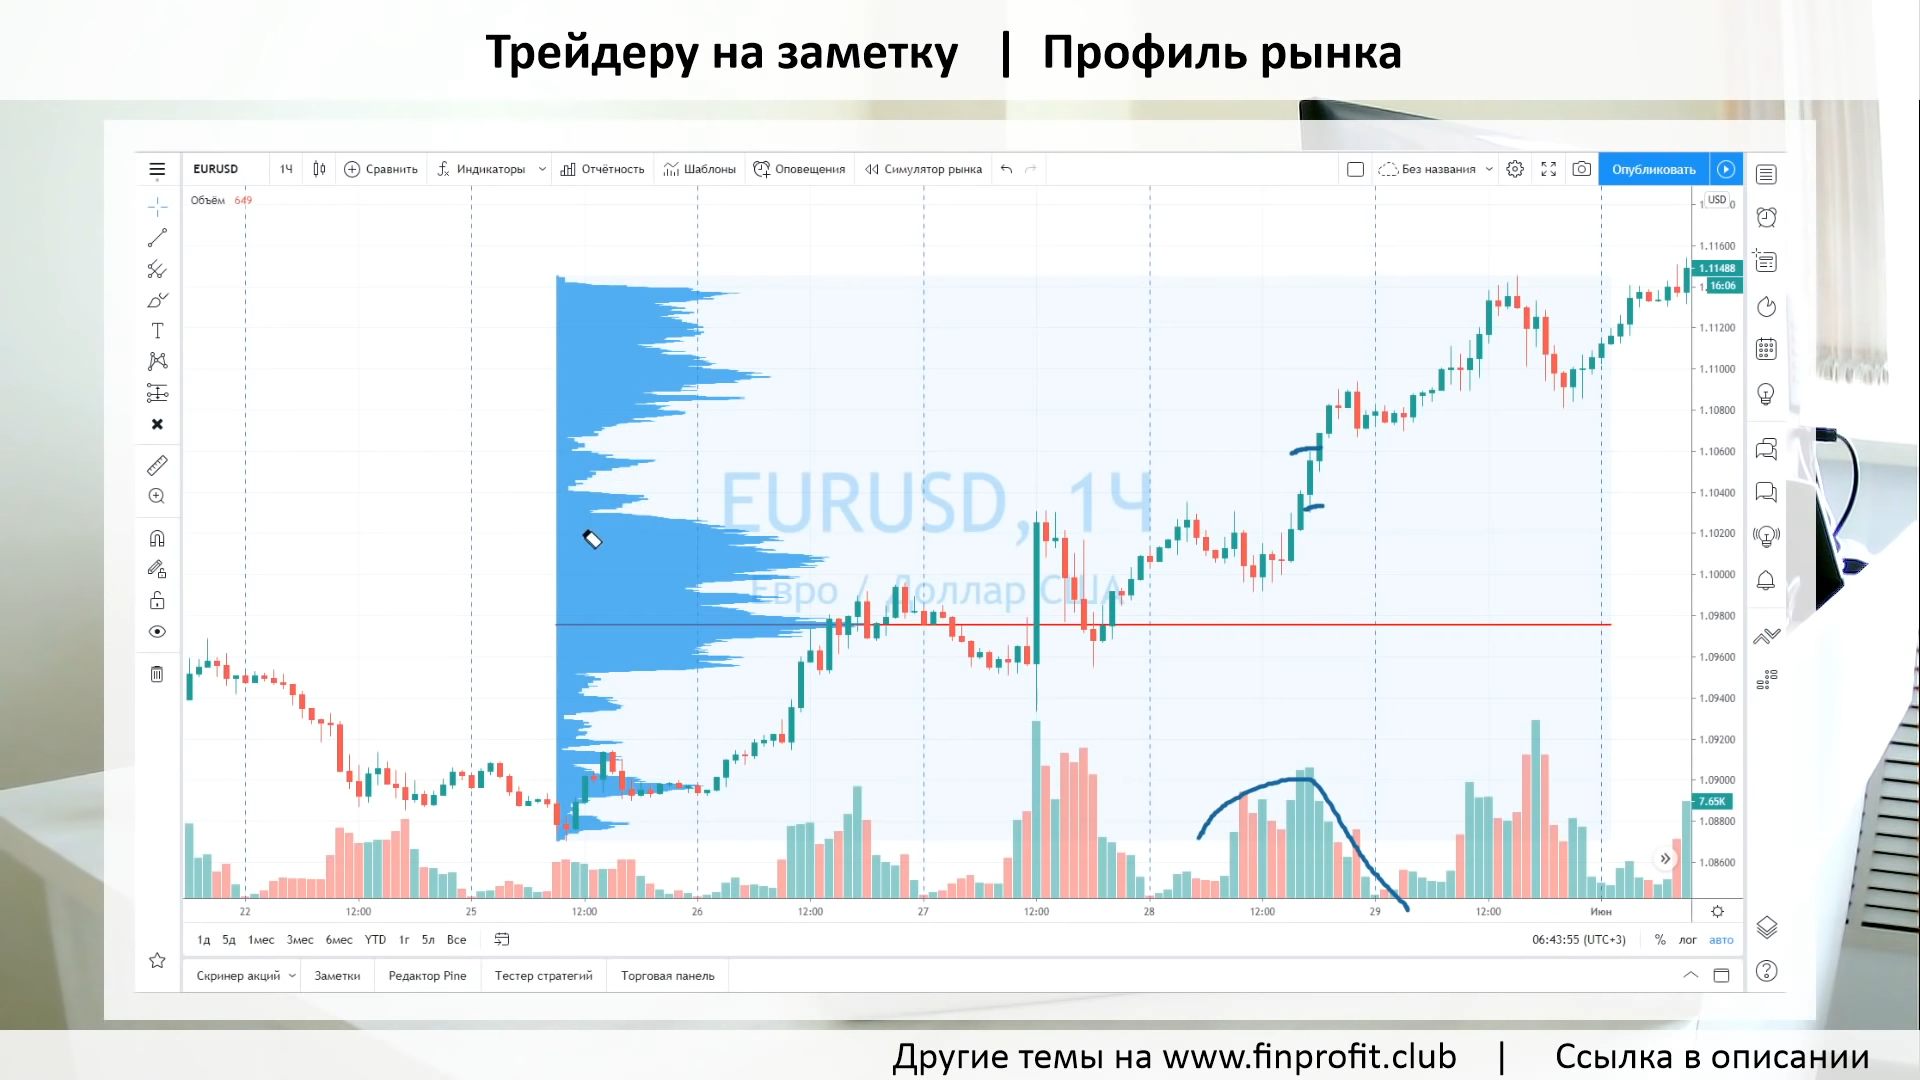 Трейдеру на заметку | Профиль рынка
EURUSD 1Ч Сравнить Индикаторы Отчётность Шаблоны Оповещения Симулятор рынка Без названия Опубликовать
Объём 649
USD
1.11600
1.11488
16:06
1.11200
1.11000
1.10800
1.10600
1.10400
1.10200
1.10000
1.09800
1.09600
1.09400
1.09200
1.09000
7.65K
1.08800
1.08600
EURUSD, 1Ч
Евро / Доллар США
22 12:00 25 12:00 26 12:00 27 12:00 28 12:00 29 12:00 Июн
1д 5д 1мес 3мес 6мес YTD 1г 5л Все 06:43:55 (UTC+3) % лог авто
Скринер акций Заметки Редактор Pine Тестер стратегий Торговая панель
Другие темы на www.finprofit.club | Ссылка в описании